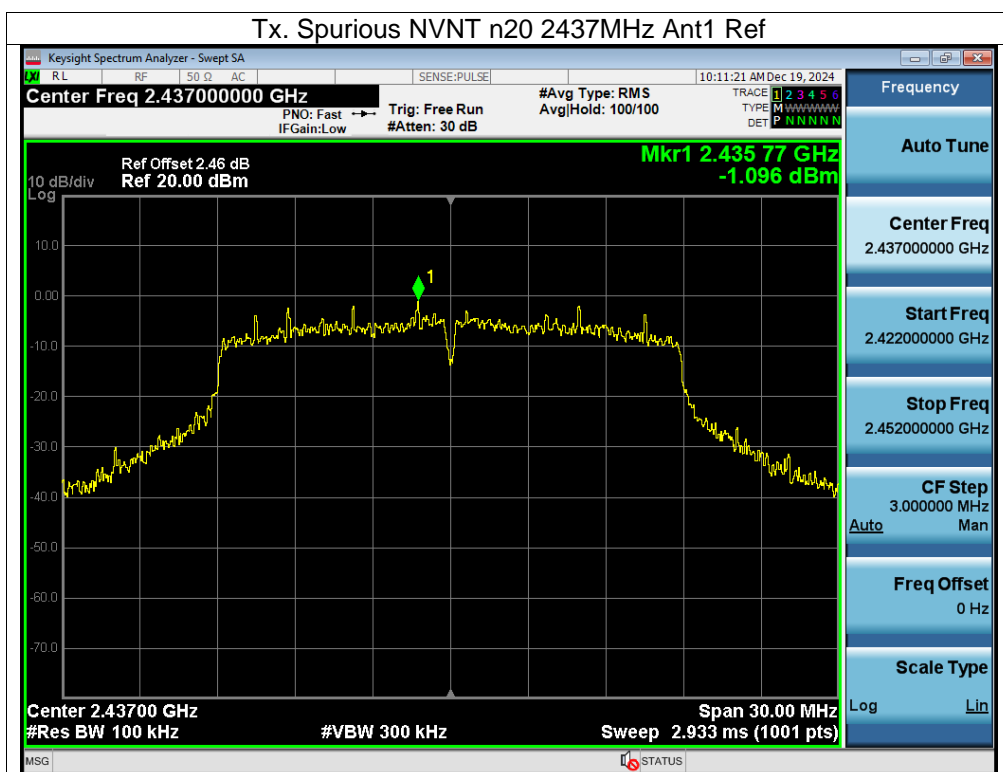 Tx. Spurious NVNT n20 2437MHz Ant1 Ref
Keysight Spectrum Analyzer - Swept SA
LXI RL RF 50 Ω AC SENSE:PULSE 10:11:21 AM Dec 19, 2024
Center Freq 2.437000000 GHz #Avg Type: RMS TRACE 1 2 3 4 5 6
PNO: Fast Trig: Free Run Avg|Hold: 100/100 TYPE M WWWWW
IFGain:Low #Atten: 30 dB DET P N N N N N
Mkr1 2.435 77 GHz
Ref Offset 2.46 dB
10 dB/div Ref 20.00 dBm -1.096 dBm
Log
1
10.0
0.00
-10.0
-20.0
-30.0
-40.0
-50.0
-60.0
-70.0
Center 2.43700 GHz Span 30.00 MHz
#Res BW 100 kHz #VBW 300 kHz Sweep 2.933 ms (1001 pts)
MSG STATUS
Frequency
Auto Tune
Center Freq
2.437000000 GHz
Start Freq
2.422000000 GHz
Stop Freq
2.452000000 GHz
CF Step
3.000000 MHz
Auto Man
Freq Offset
0 Hz
Scale Type
Log Lin